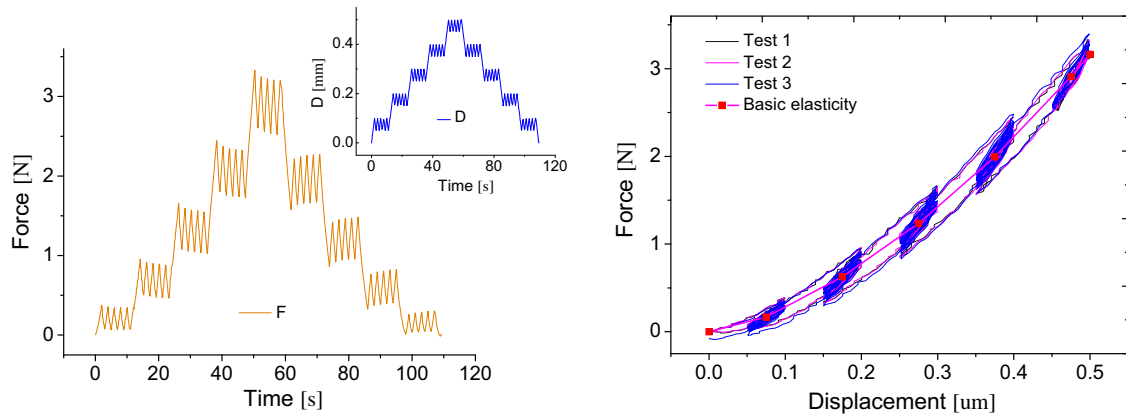 Force [N]
3
2
1
0
0 20 40 60 80 100 120
Time [s]
F
D [mm]
0.4
0.2
0.0
0 40 80 120
Time [s]
D
Force [N]
3
2
1
0
0.0 0.1 0.2 0.3 0.4 0.5
Displacement [um]
Test 1
Test 2
Test 3
Basic elasticity